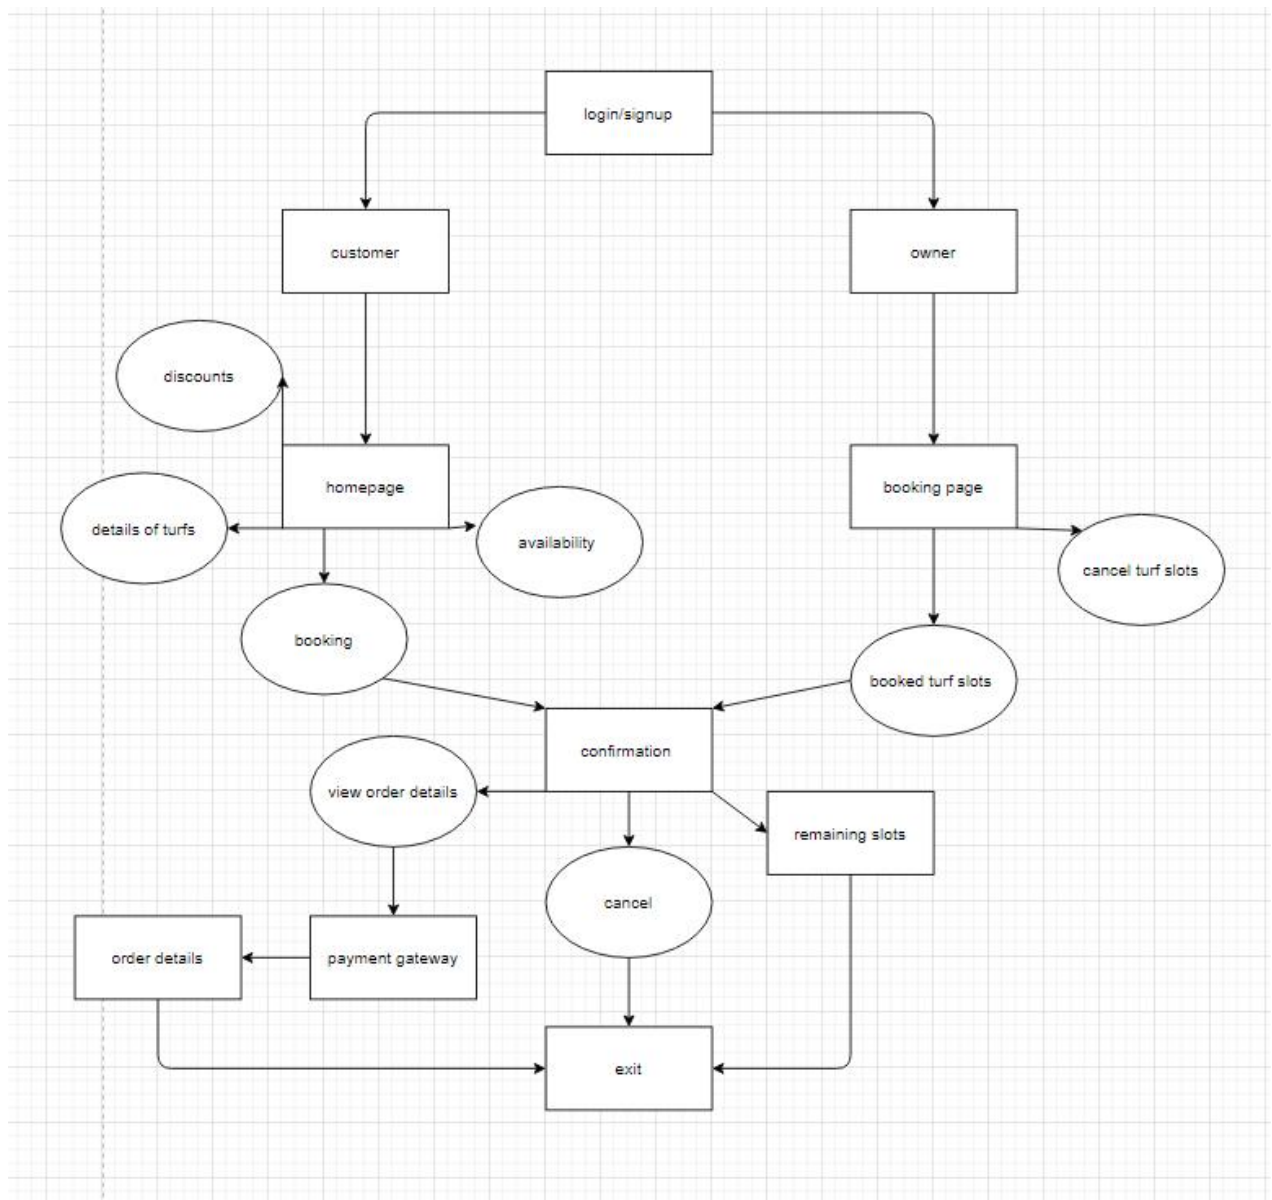 login/signup
customer
owner
discounts
homepage
booking page
details of turfs
availability
cancel turf slots
booking
booked turf slots
confirmation
view order details
remaining slots
cancel
order details
payment gateway
exit